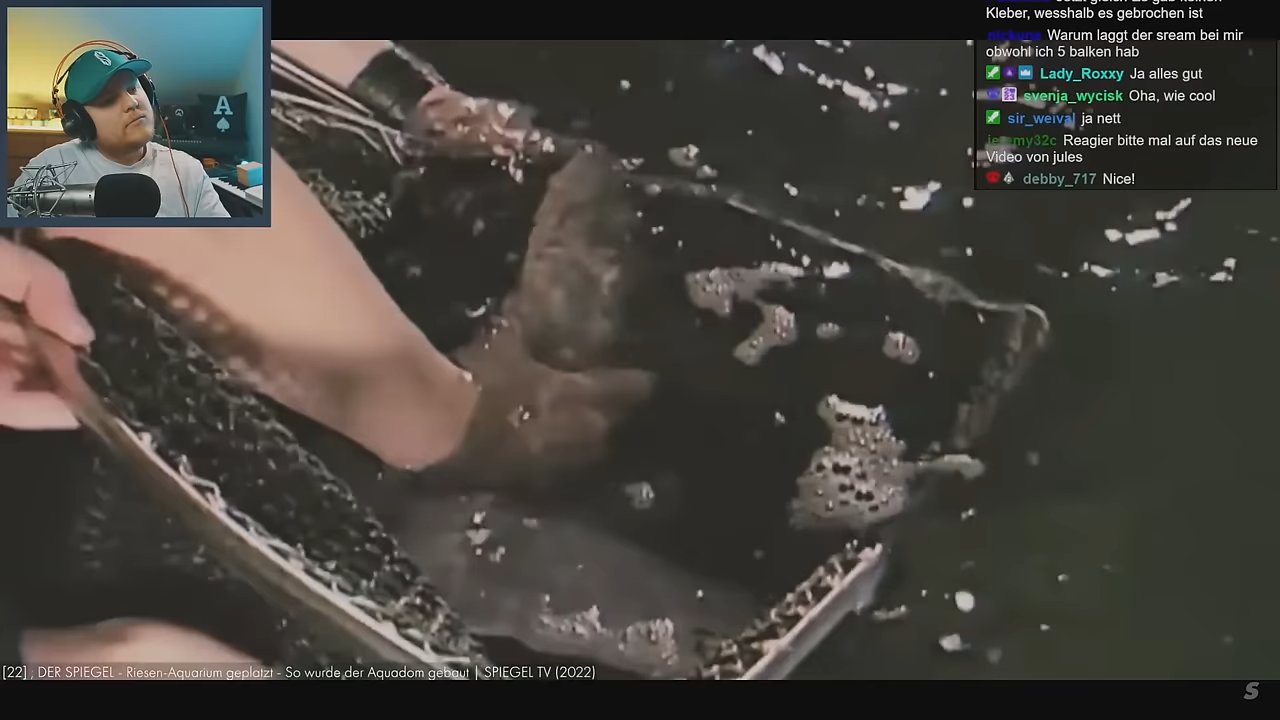 Kleber, wesshalb es gebrochen ist
Warum laggt der sream bei mir
obwohl ich 5 balken hab
Lady_Roxxy Ja alles gut
svenja_wycisk Oha, wie cool
sir_weival ja nett
jeremy32c Reagier bitte mal auf das neue
Video von jules
debby_717 Nice!
A
[22] , DER SPIEGEL - Riesen-Aquarium geplatzt - So wurde der Aquadom gebaut | SPIEGEL TV (2022)
S